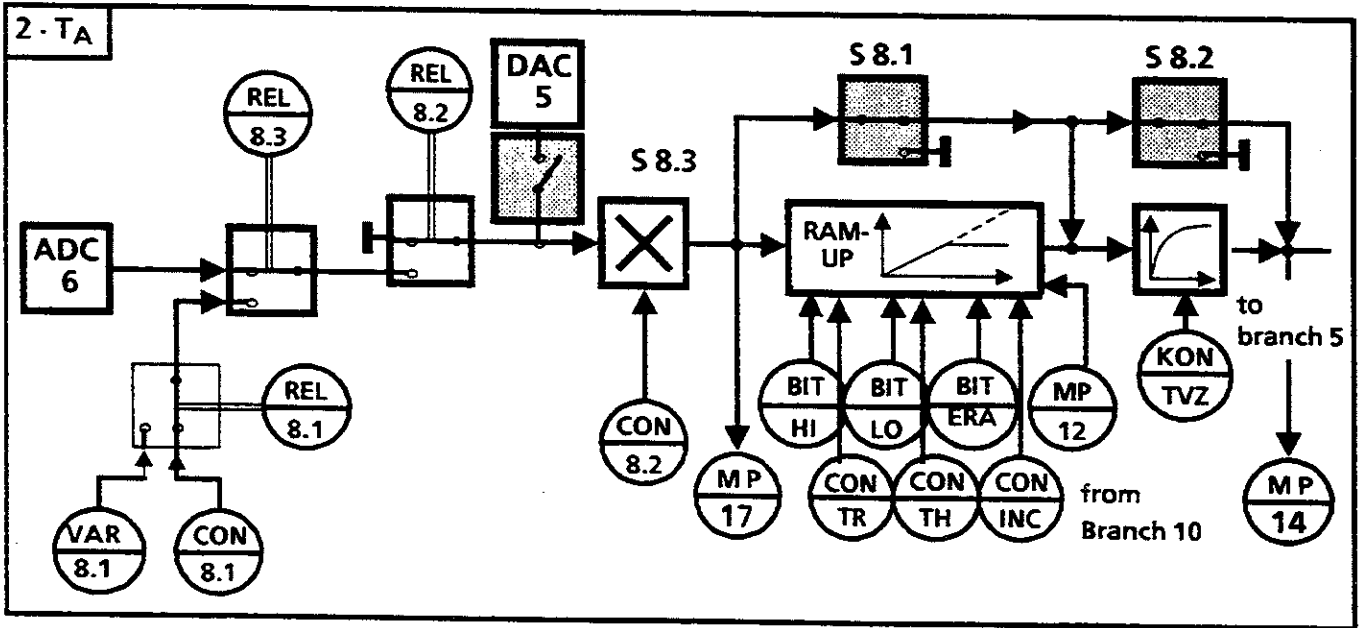 2 · TA
REL
8.3
REL
8.2
DAC
5
S 8.3
S 8.1
S 8.2
ADC
6
RAM-
UP
REL
8.1
VAR
8.1
CON
8.1
CON
8.2
MP
17
BIT
HI
BIT
LO
BIT
ERA
MP
12
CON
TR
CON
TH
CON
INC
from
Branch 10
KON
TVZ
to
branch 5
MP
14